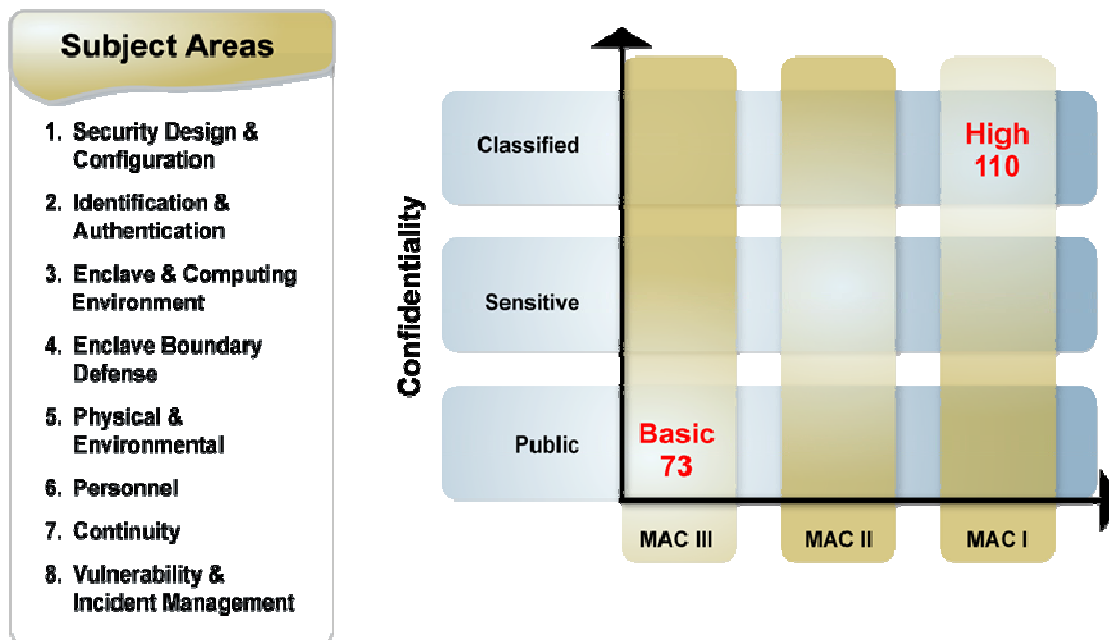 Subject Areas
1. Security Design &
Configuration
2. Identification &
Authentication
3. Enclave & Computing
Environment
4. Enclave Boundary
Defense
5. Physical &
Environmental
6. Personnel
7. Continuity
8. Vulnerability &
Incident Management
Confidentiality
Classified
High
110
Sensitive
Public
Basic
73
MAC III
MAC II
MAC I